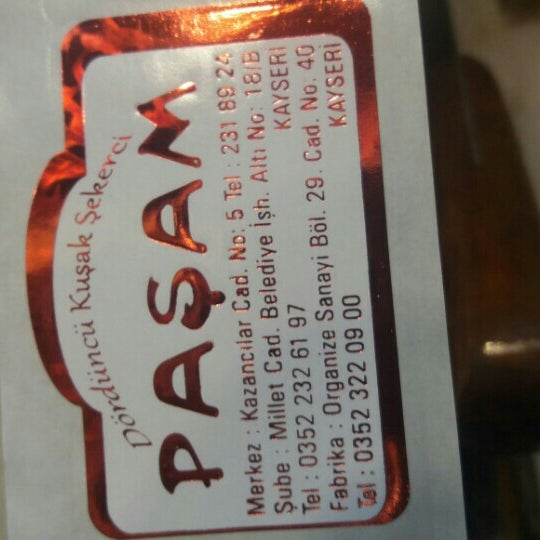 Dördüncü Kuşak Şekerci
PAŞAM
Merkez : Kazancılar Cad. No: 5 Tel : 231 89 24
Şube : Millet Cad. Belediye İşh. Altı No: 18/B
KAYSERİ
Tel : 0352 232 61 97
Fabrika : Organize Sanayi Böl. 29. Cad. No. 40
KAYSERİ
Tel : 0352 322 09 00